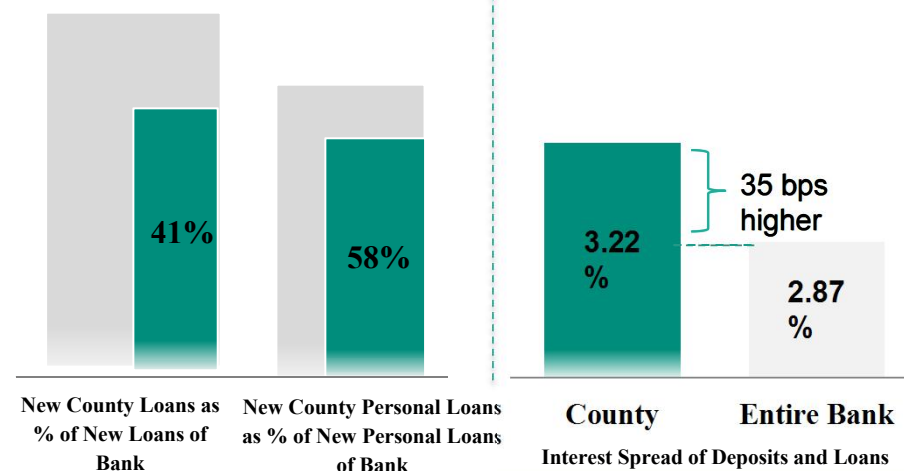 41%
58%
New County Loans as
% of New Loans of
Bank
New County Personal Loans
as % of New Personal Loans
of Bank
35 bps
higher
3.22
%
2.87
%
County
Entire Bank
Interest Spread of Deposits and Loans